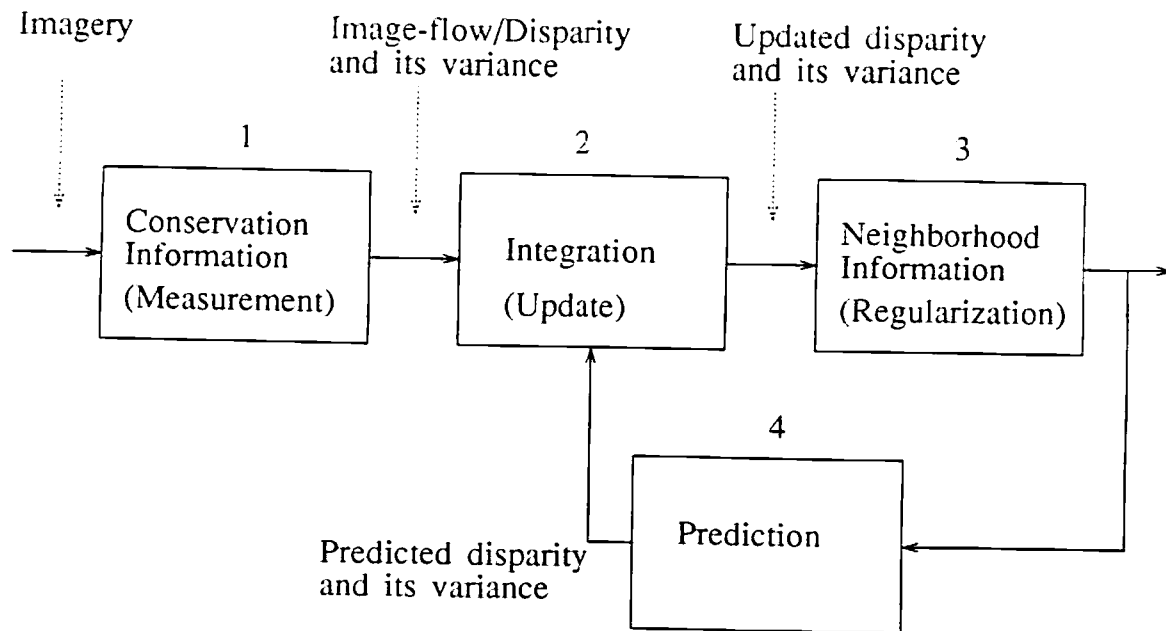 Imagery
Image-flow/Disparity
and its variance
Updated disparity
and its variance
1
2
3
Conservation
Information
(Measurement)
Integration
(Update)
Neighborhood
Information
(Regularization)
4
Prediction
Predicted disparity
and its variance